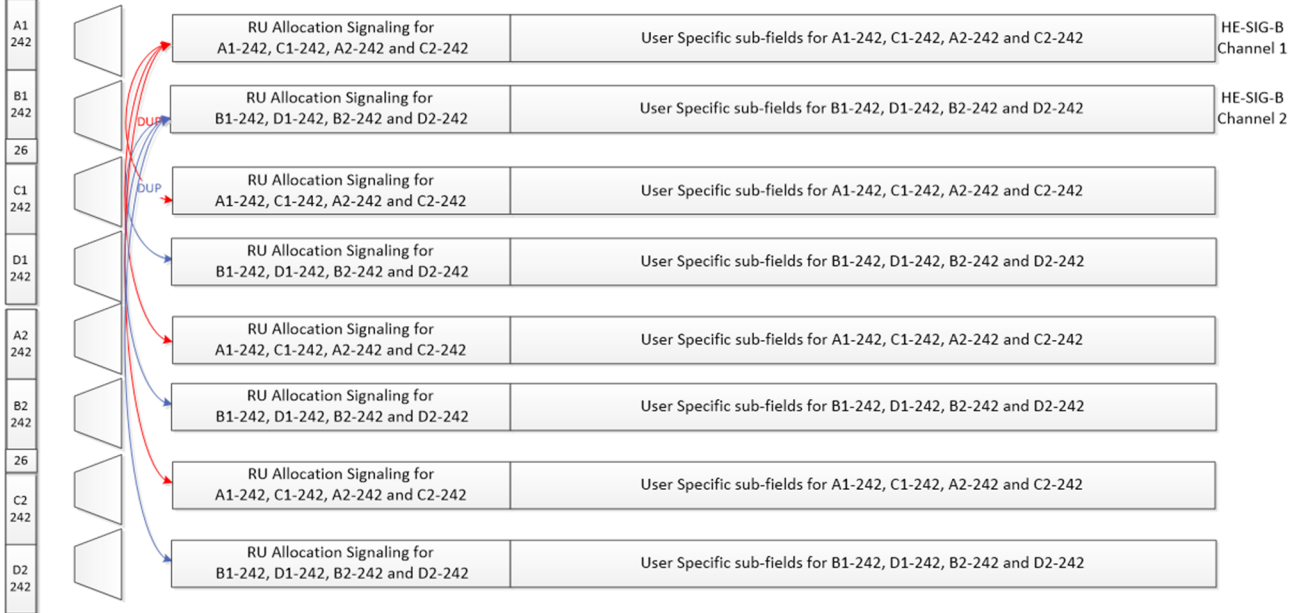 A1
242
RU Allocation Signaling for
A1-242, C1-242, A2-242 and C2-242
User Specific sub-fields for A1-242, C1-242, A2-242 and C2-242
HE-SIG-B
Channel 1
B1
242
DUP
RU Allocation Signaling for
B1-242, D1-242, B2-242 and D2-242
User Specific sub-fields for B1-242, D1-242, B2-242 and D2-242
HE-SIG-B
Channel 2
26
C1
242
DUP
RU Allocation Signaling for
A1-242, C1-242, A2-242 and C2-242
User Specific sub-fields for A1-242, C1-242, A2-242 and C2-242
D1
242
RU Allocation Signaling for
B1-242, D1-242, B2-242 and D2-242
User Specific sub-fields for B1-242, D1-242, B2-242 and D2-242
A2
242
RU Allocation Signaling for
A1-242, C1-242, A2-242 and C2-242
User Specific sub-fields for A1-242, C1-242, A2-242 and C2-242
B2
242
RU Allocation Signaling for
B1-242, D1-242, B2-242 and D2-242
User Specific sub-fields for B1-242, D1-242, B2-242 and D2-242
26
C2
242
RU Allocation Signaling for
A1-242, C1-242, A2-242 and C2-242
User Specific sub-fields for A1-242, C1-242, A2-242 and C2-242
D2
242
RU Allocation Signaling for
B1-242, D1-242, B2-242 and D2-242
User Specific sub-fields for B1-242, D1-242, B2-242 and D2-242